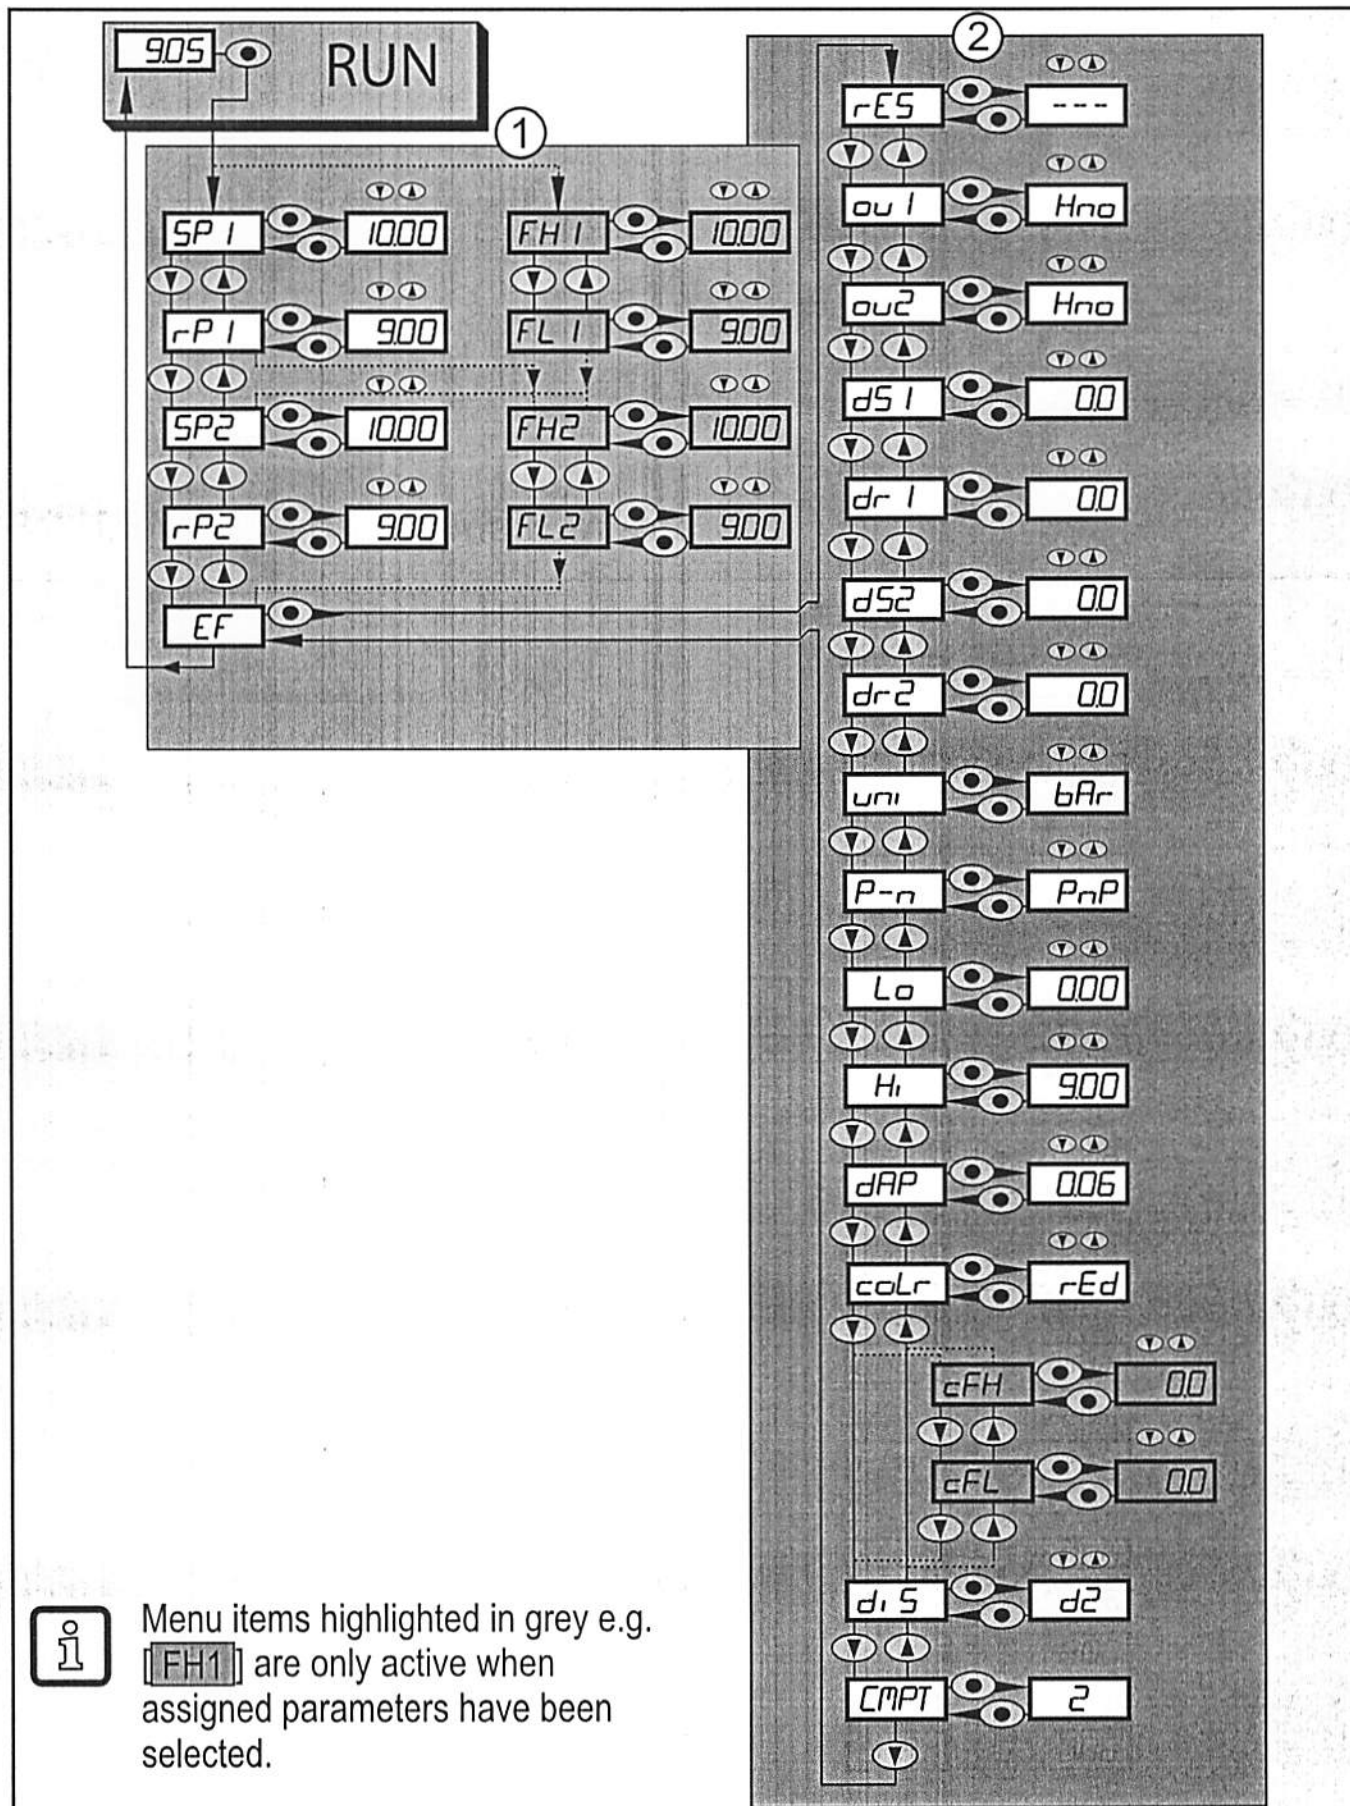 9.05 RUN
1
SP1 10.00 FH1 10.00
rP1 9.00 FL1 9.00
SP2 10.00 FH2 10.00
rP2 9.00 FL2 9.00
EF
2
rES ---
ou1 Hno
ou2 Hno
dS1 0.0
dr1 0.0
dS2 0.0
dr2 0.0
uni bAr
P-n PnP
Lo 0.00
Hi 9.00
dAP 0.06
coLr rEd
cFH 0.0
cFL 0.0
diS d2
CMPT 2
i
Menu items highlighted in grey e.g.
[FH1] are only active when
assigned parameters have been
selected.